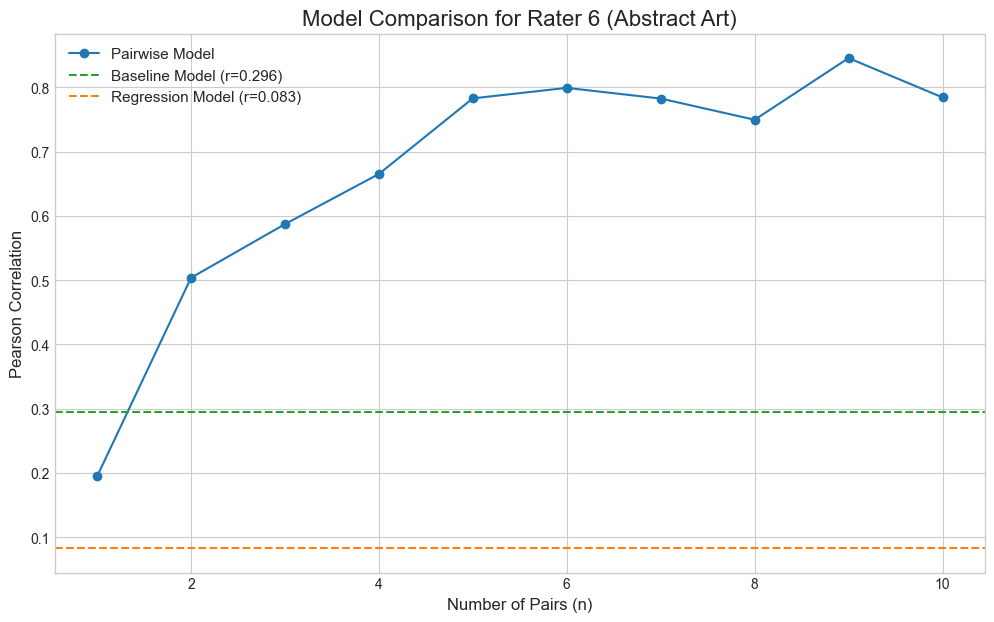 Model Comparison for Rater 6 (Abstract Art)
Pairwise Model
Baseline Model (r=0.296)
Regression Model (r=0.083)
Pearson Correlation
0.8
0.7
0.6
0.5
0.4
0.3
0.2
0.1
2 4 6 8 10
Number of Pairs (n)